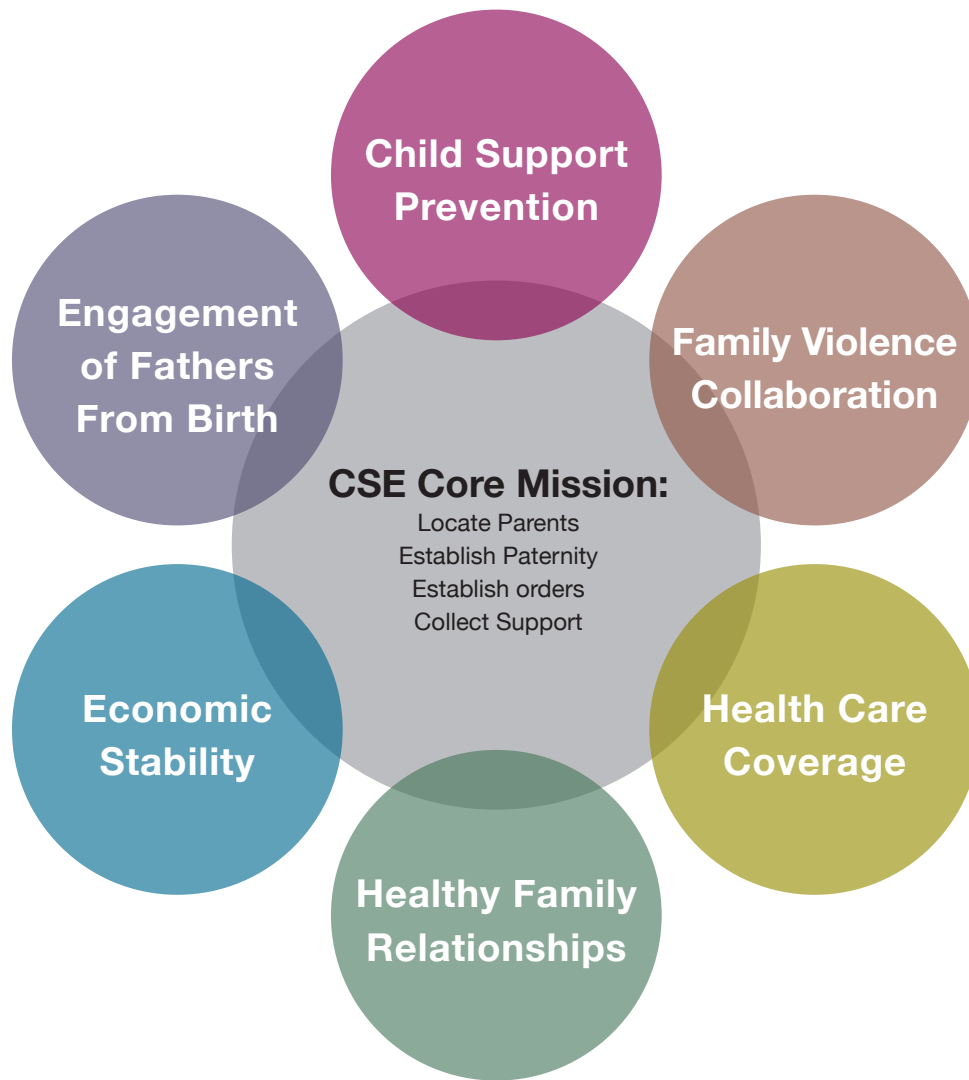 Child Support
Prevention
Engagement
of Fathers
From Birth
Family Violence
Collaboration
CSE Core Mission:
Locate Parents
Establish Paternity
Establish orders
Collect Support
Economic
Stability
Health Care
Coverage
Healthy Family
Relationships